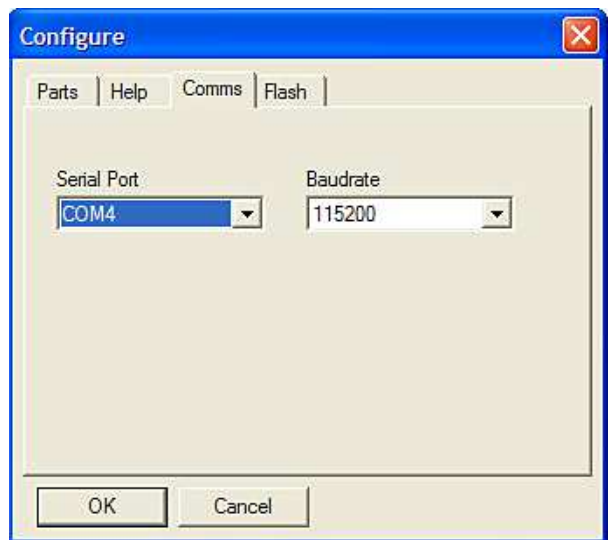 Configure
Parts Help Comms Flash
Serial Port Baudrate
COM4 115200
OK Cancel